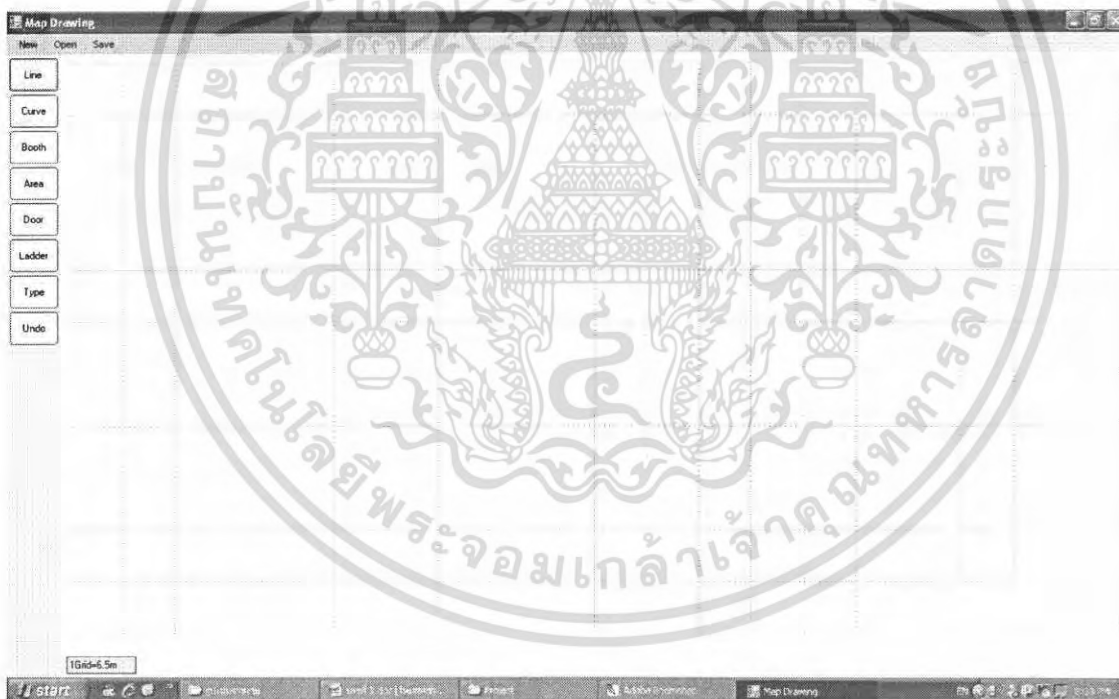 Map Drawing
New Open Save
Line
Curve
Booth
Area
Door
Ladder
Type
Undo
สถาบันเทคโนโลยีพระจอมเกล้าเจ้าคุณทหารลาดกระบัง
1Grid=6.5m
start
Project
Map Drawing